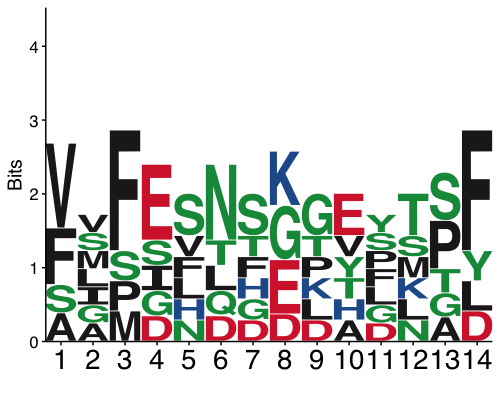 4
3
2
1
0
Bits
V F S A
V S M L I G A
F S P M
E S I G D
S V F L H N
N T L Q D
S T F H G D
K G E D
G T P K L D
E V Y T H A
Y S P F L G D
T S M K L N
S P T G A
F Y L D
1 2 3 4 5 6 7 8 9 10 11 12 13 14